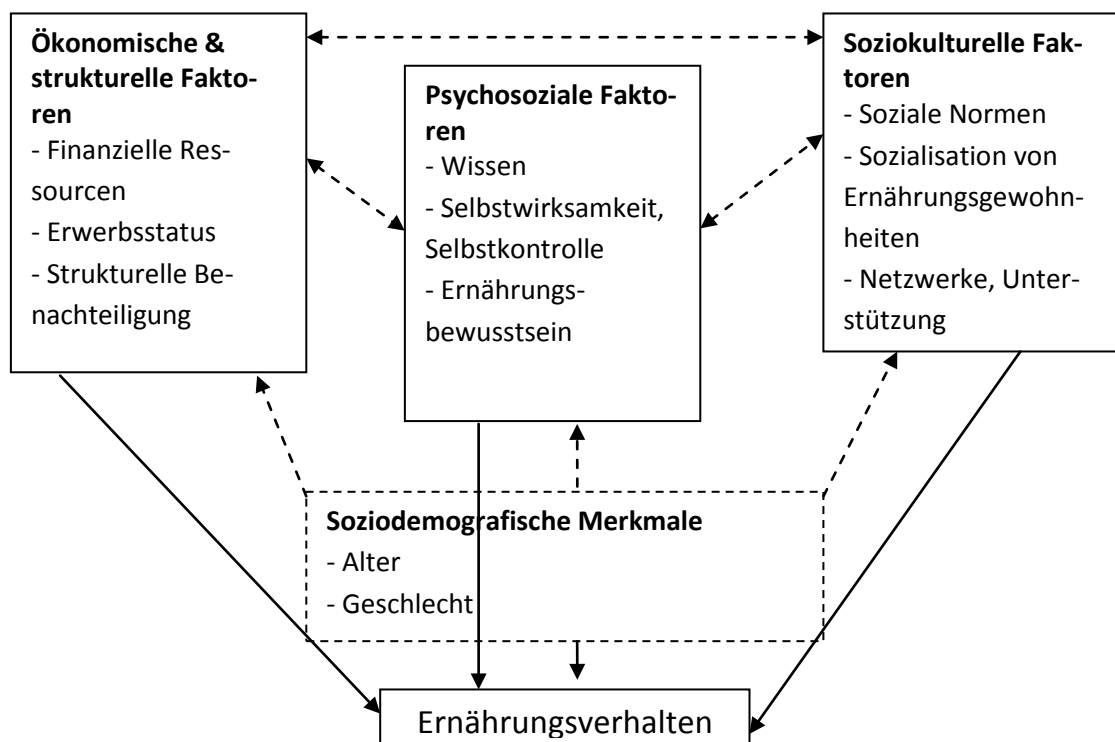 Ökonomische &
strukturelle Fakto-
ren
- Finanzielle Res-
sourcen
- Erwerbsstatus
- Strukturelle Be-
nachteiligung
Psychosoziale Fakto-
ren
- Wissen
- Selbstwirksamkeit,
Selbstkontrolle
- Ernährungs-
bewusstsein
Soziokulturelle Fak-
toren
- Soziale Normen
- Sozialisation von
Ernährungsgewohn-
heiten
- Netzwerke, Unter-
stützung
Soziodemografische Merkmale
- Alter
- Geschlecht
Ernährungsverhalten